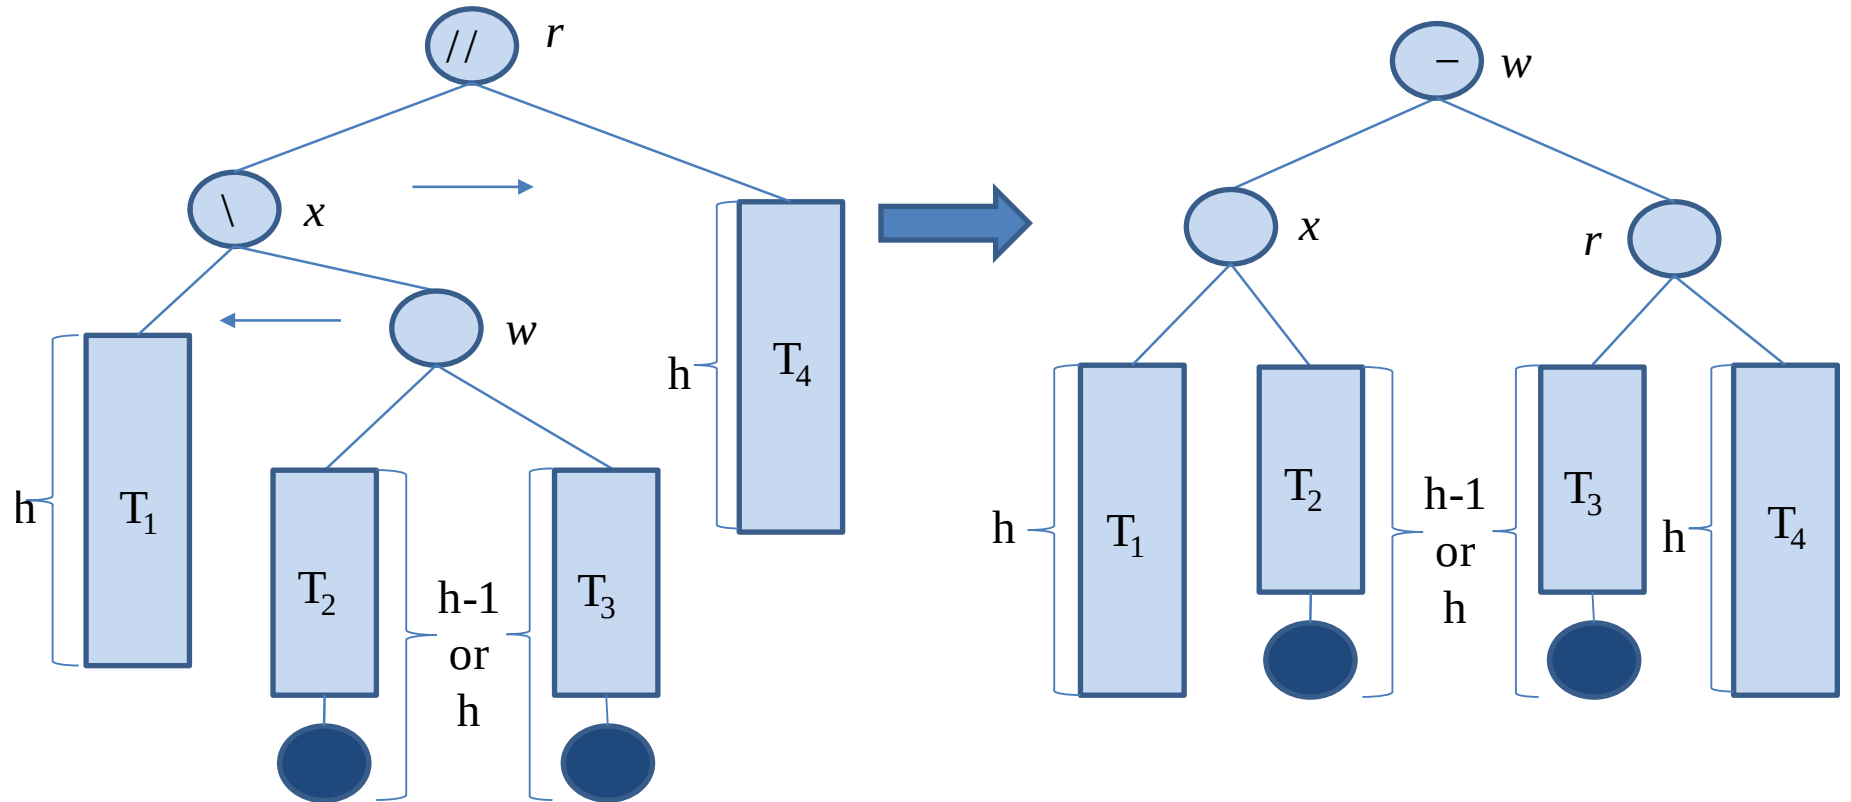 // r
\ x
w
h
T1
T2
h-1
or
h
T3
h
T4
– w
x
r
h
T1
T2
h-1
or
h
T3
h
T4